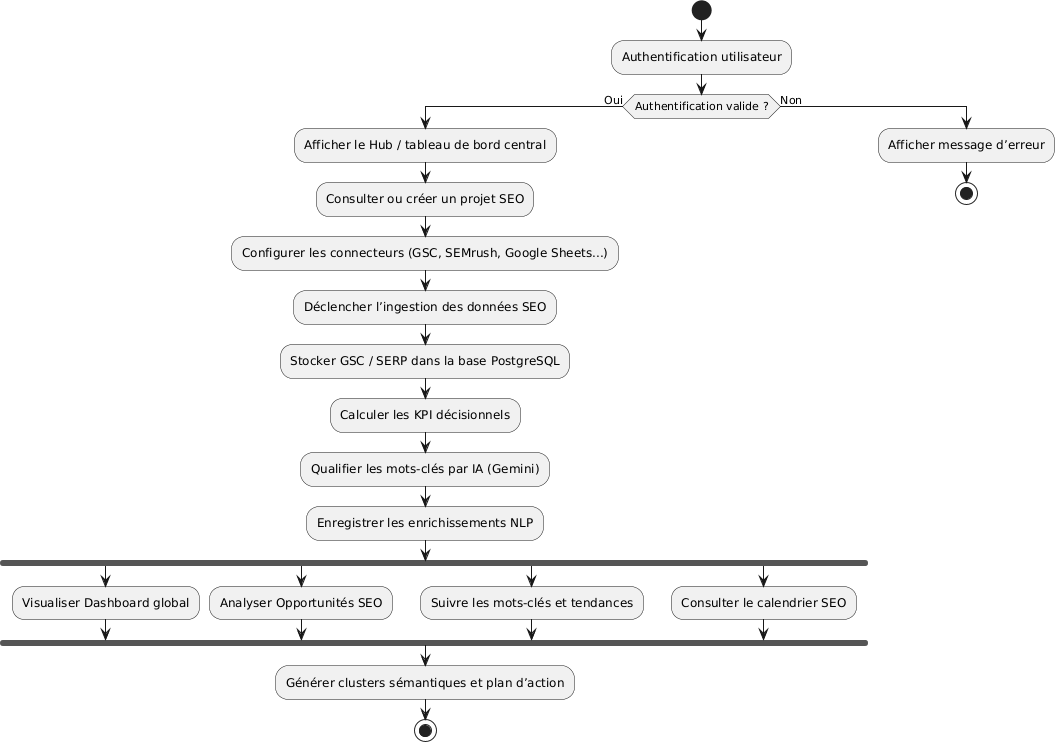 Authentification utilisateur
Oui
Authentification valide ?
Non
Afficher le Hub / tableau de bord central
Afficher message d’erreur
Consulter ou créer un projet SEO
Configurer les connecteurs (GSC, SEMrush, Google Sheets...)
Déclencher l’ingestion des données SEO
Stocker GSC / SERP dans la base PostgreSQL
Calculer les KPI décisionnels
Qualifier les mots-clés par IA (Gemini)
Enregistrer les enrichissements NLP
Visualiser Dashboard global
Analyser Opportunités SEO
Suivre les mots-clés et tendances
Consulter le calendrier SEO
Générer clusters sémantiques et plan d’action